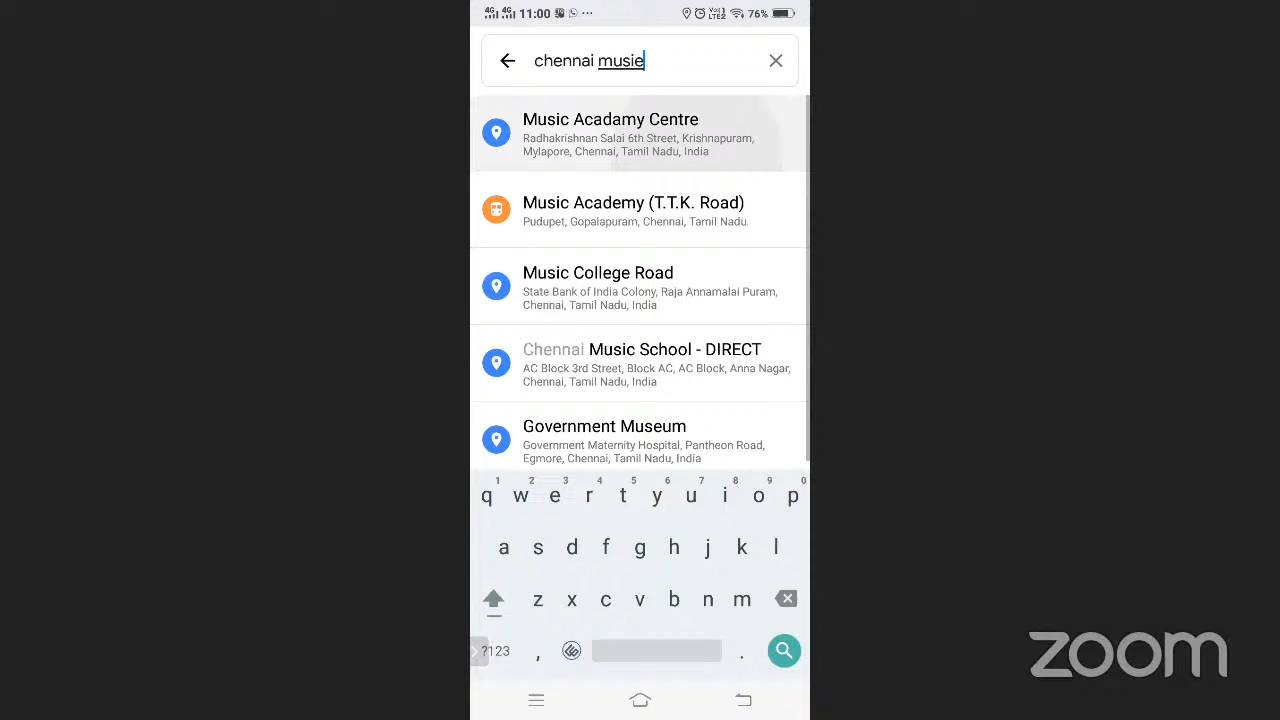 4G 4G 11:00 76%
chennai musie
Music Acadamy Centre
Radhakrishnan Salai 6th Street, Krishnapuram,
Mylapore, Chennai, Tamil Nadu, India
Music Academy (T.T.K. Road)
Pudupet, Gopalapuram, Chennai, Tamil Nadu
Music College Road
State Bank of India Colony, Raja Annamalai Puram,
Chennai, Tamil Nadu, India
Chennai Music School - DIRECT
AC Block 3rd Street, Block AC, AC Block, Anna Nagar,
Chennai, Tamil Nadu, India
Government Museum
Government Maternity Hospital, Pantheon Road,
Egmore, Chennai, Tamil Nadu, India
1 2 3 4 5 6 7 8 9 0
q w e r t y u i o p
a s d f g h j k l
z x c v b n m
?123 , .
zoom